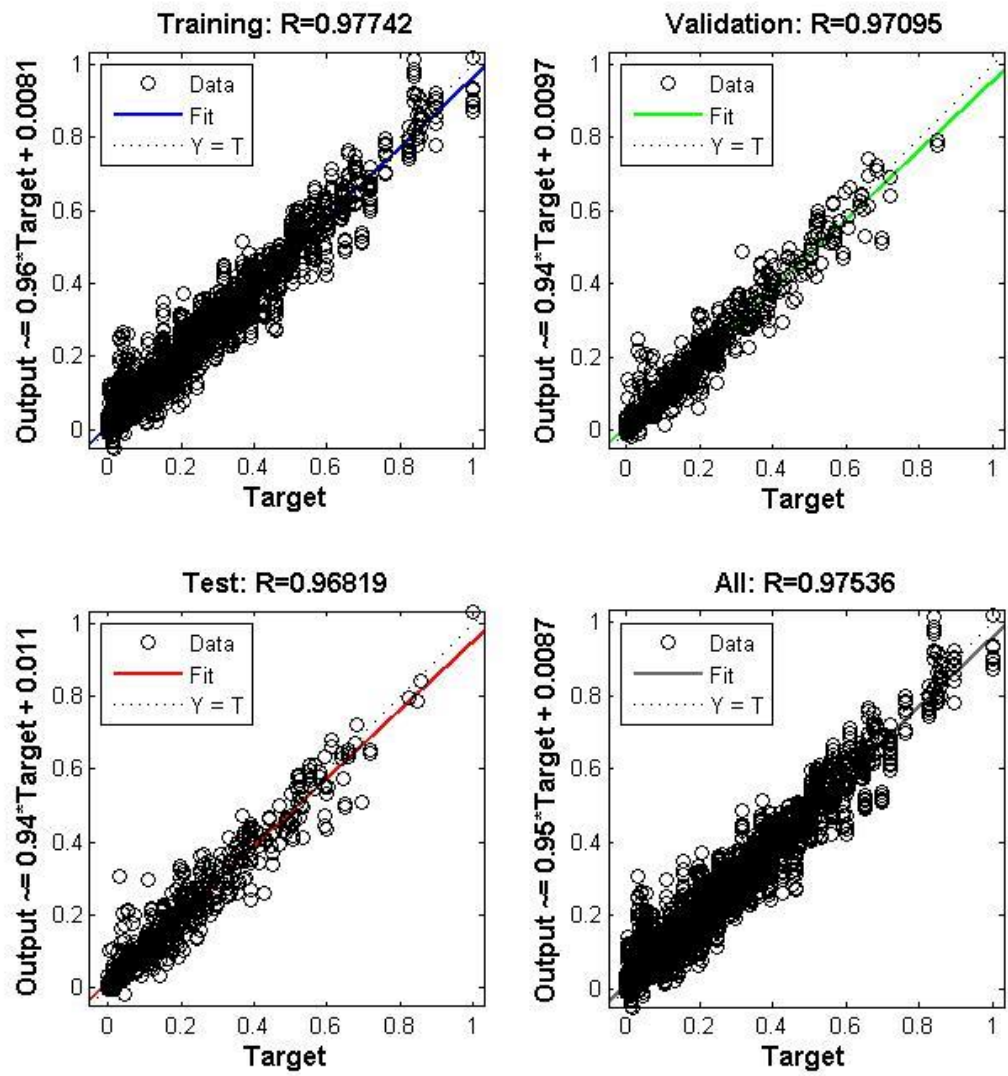 Training: R=0.97742
Output ~= 0.96*Target + 0.0081
Data
Fit
Y = T
1
0.8
0.6
0.4
0.2
0
0 0.2 0.4 0.6 0.8 1
Target
Validation: R=0.97095
Output ~= 0.94*Target + 0.0097
Data
Fit
Y = T
1
0.8
0.6
0.4
0.2
0
0 0.2 0.4 0.6 0.8 1
Target
Test: R=0.96819
Output ~= 0.94*Target + 0.011
Data
Fit
Y = T
1
0.8
0.6
0.4
0.2
0
0 0.2 0.4 0.6 0.8 1
Target
All: R=0.97536
Output ~= 0.95*Target + 0.0087
Data
Fit
Y = T
1
0.8
0.6
0.4
0.2
0
0 0.2 0.4 0.6 0.8 1
Target